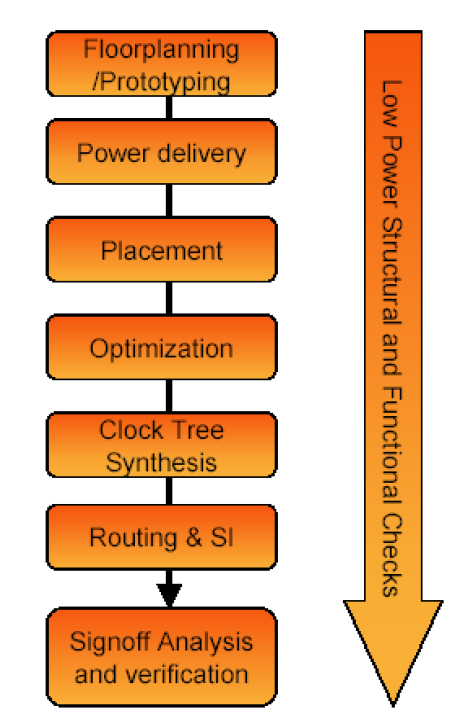 Floorplanning
/Prototyping
Power delivery
Placement
Optimization
Clock Tree
Synthesis
Routing & SI
Signoff Analysis
and verification
Low Power Structural and Functional Checks